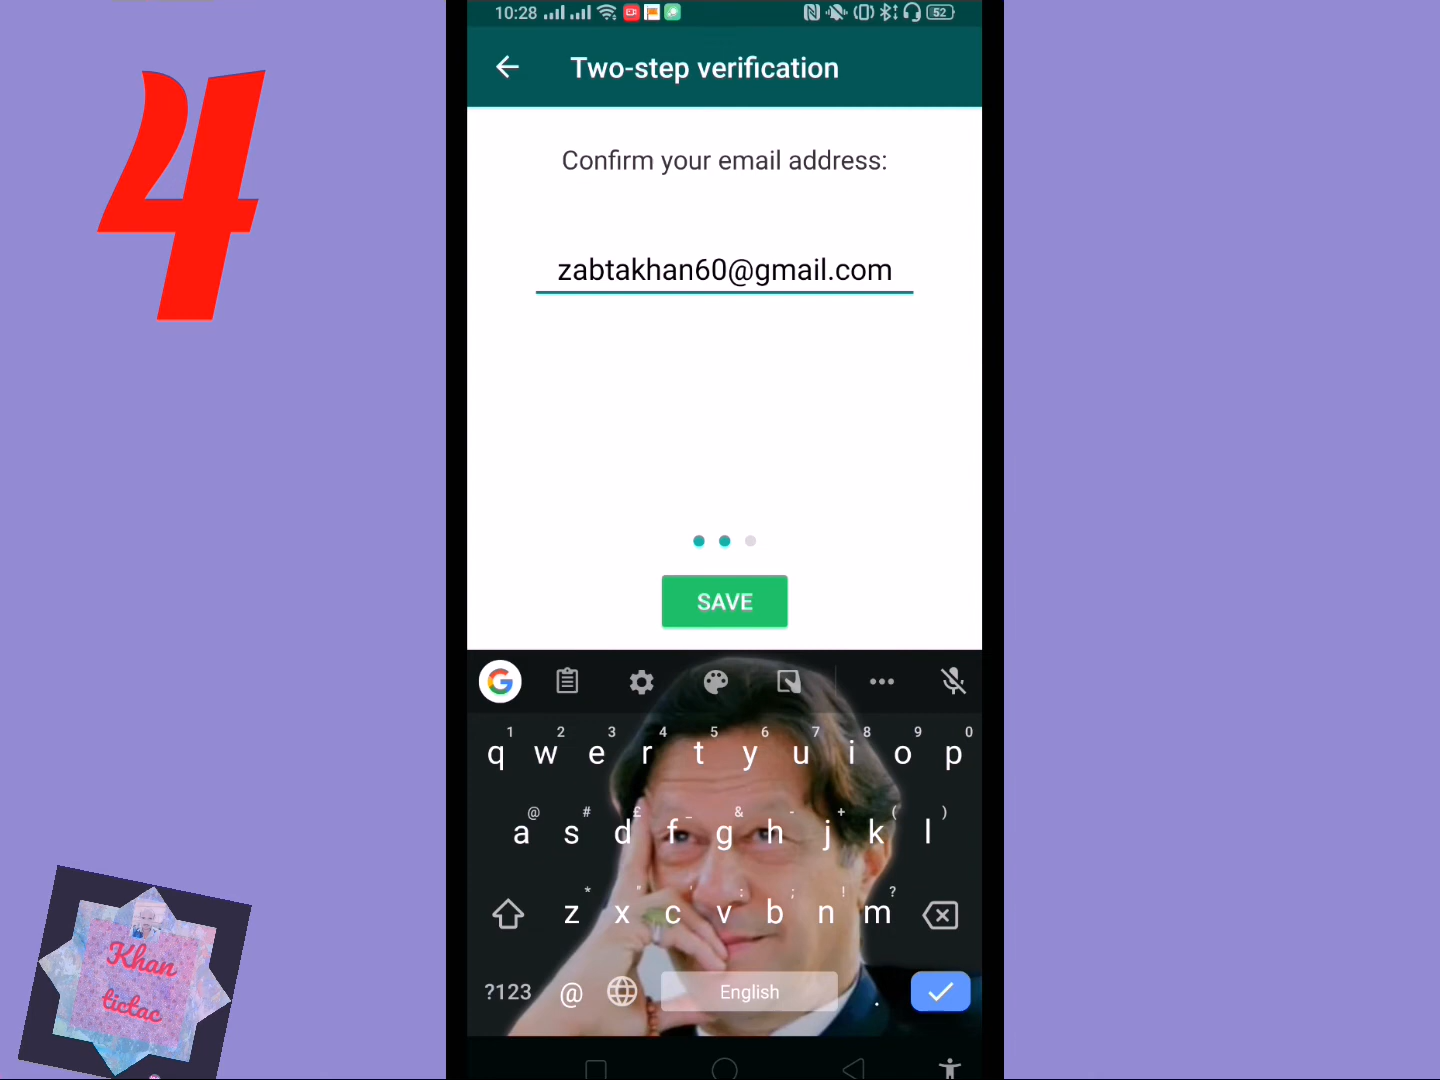 4
10:28
52
Two-step verification
Confirm your email address:
zabtakhan60@gmail.com
SAVE
1 2 3 4 5 6 7 8 9 0
q w e r t y u i o p
@ # £ _ & - + ( )
a s d f g h j k l
* " ' : ; ! ?
z x c v b n m
?123 @ English .
Khan
tictac